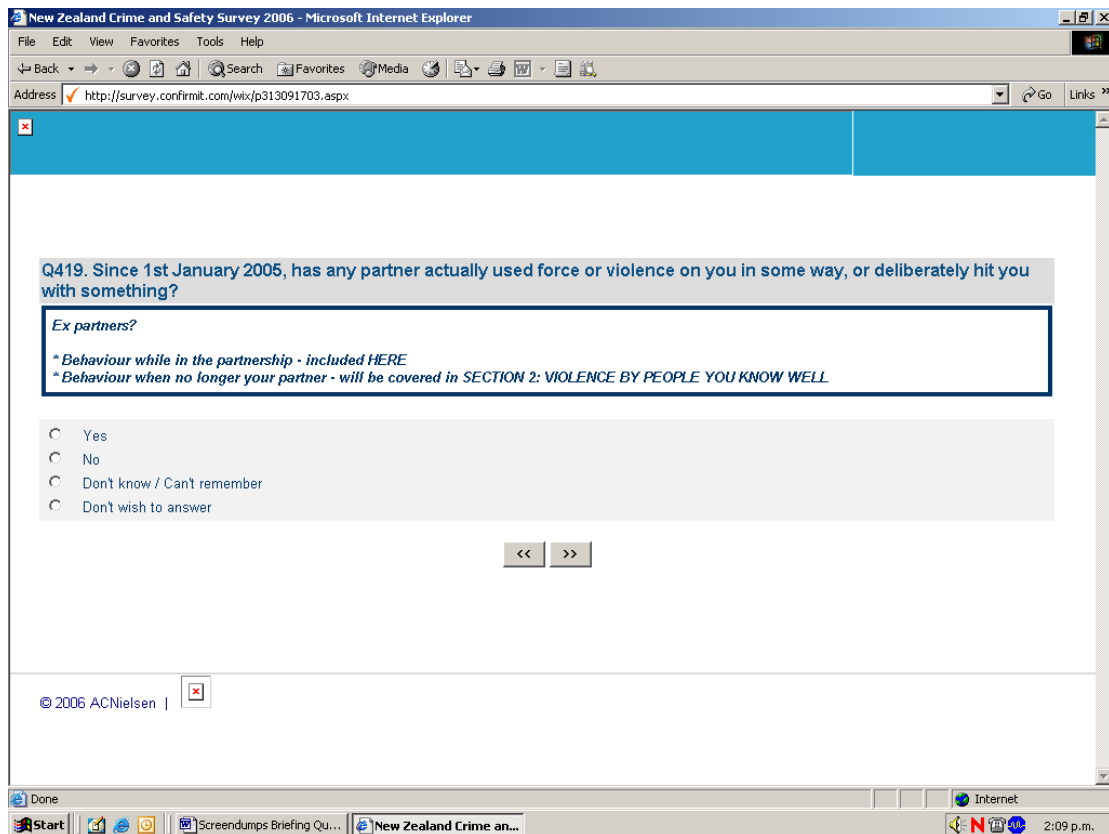 New Zealand Crime and Safety Survey 2006 - Microsoft Internet Explorer
File Edit View Favorites Tools Help
Back Search Favorites Media
Address http://survey.confirmit.com/wix/p313091703.aspx Go Links »
Q419. Since 1st January 2005, has any partner actually used force or violence on you in some way, or deliberately hit you
with something?
Ex partners?
* Behaviour while in the partnership - included HERE
* Behaviour when no longer your partner - will be covered in SECTION 2: VIOLENCE BY PEOPLE YOU KNOW WELL
Yes
No
Don't know / Can't remember
Don't wish to answer
<< >>
© 2006 ACNielsen |
Done Internet
Start Screendumps Briefing Qu... New Zealand Crime an... N 2:09 p.m.